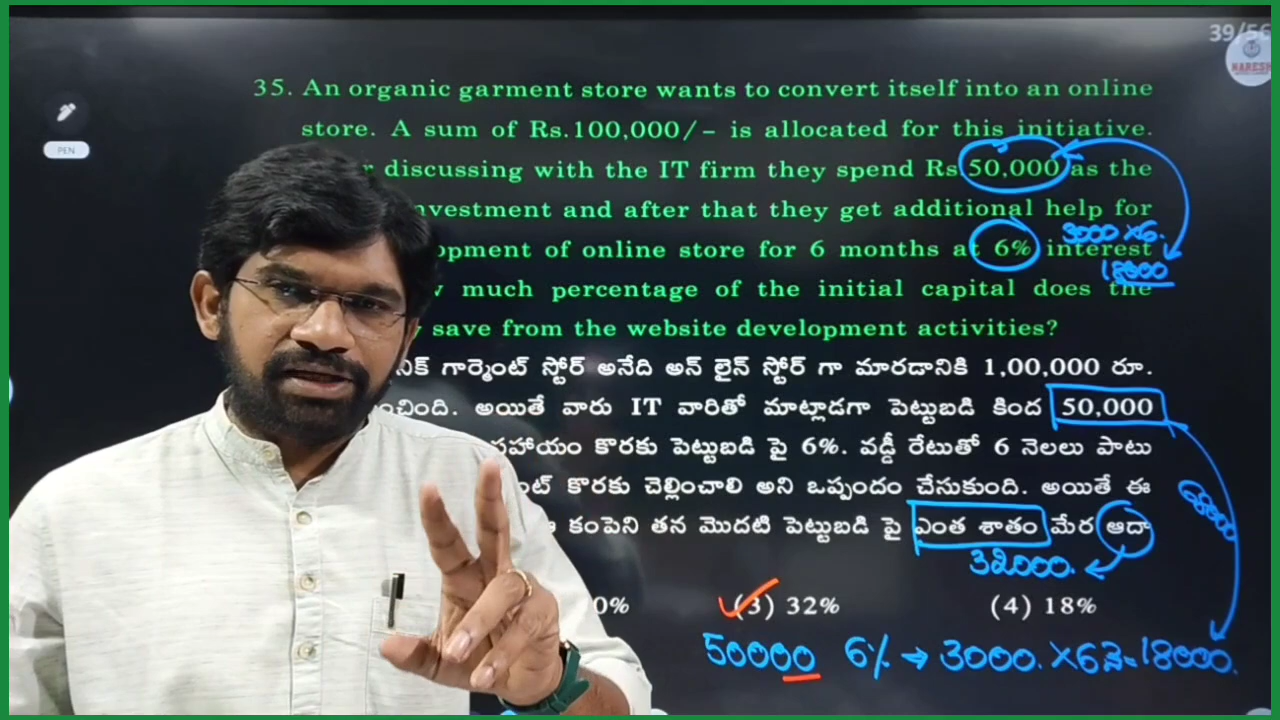 39/56
NARESH
PEN
35. An organic garment store wants to convert itself into an online
store. A sum of Rs.100,000/– is allocated for this initiative.
discussing with the IT firm they spend Rs 50,000 as the
nvestment and after that they get additional help for
3000 ×6.
opment of online store for 6 months at 6% interest
18000
much percentage of the initial capital does the
save from the website development activities?
నిక్ గార్మెంట్ స్టోర్ అనేది అన్ లైన్ స్టోర్ గా మారడానికి 1,00,000 రూ.
చింది. అయితే వారు IT వారితో మాట్లాడగా పెట్టుబడి కింద 50,000
సహాయం కొరకు పెట్టుబడి పై 6%. వడ్డీ రేటుతో 6 నెలలు పాటు
కొరకు చెల్లించాలి అని ఒప్పందం చేసుకుంది. అయితే ఈ
కంపెని తన మొదటి పెట్టుబడి పై ఎంత శాతం మేర ఆదా
32000.
0% (3) 32% (4) 18%
50000 6% → 3000. ×6 = 18000.